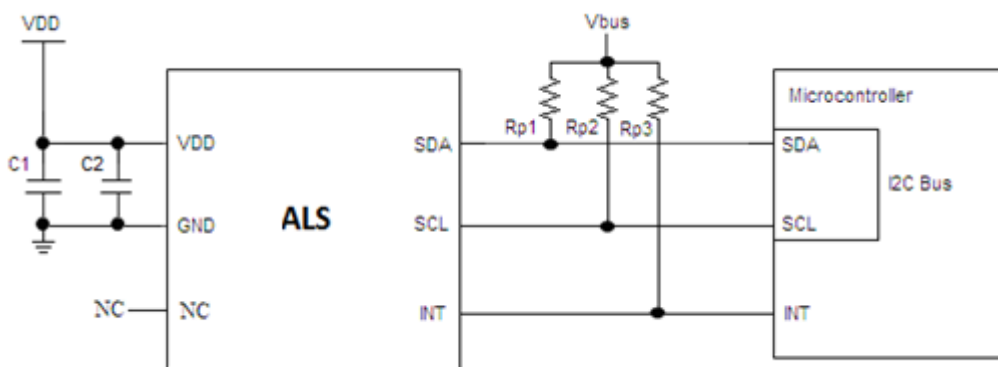 VDD
Vbus
Microcontroller
Rp1 Rp2 Rp3
VDD SDA SDA
C1 C2
I2C Bus
ALS
GND SCL SCL
NC NC INT INT